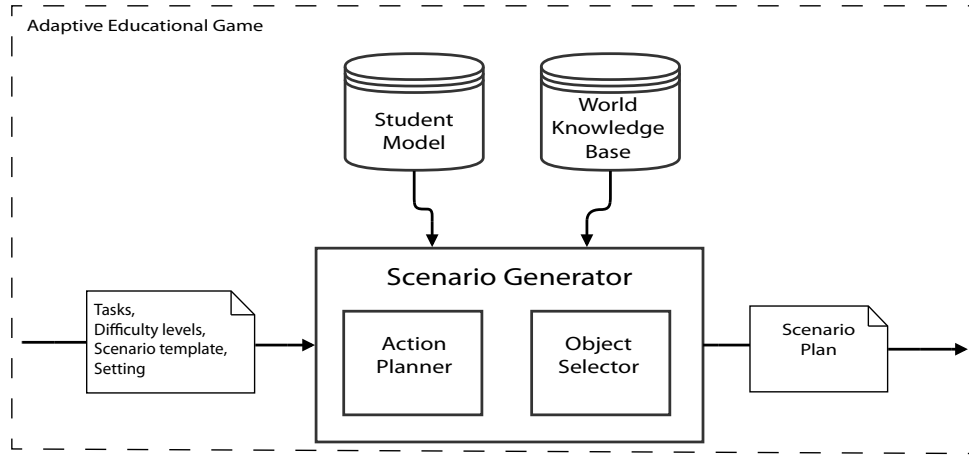 Adaptive Educational Game
Student
Model
World
Knowledge
Base
Scenario Generator
Tasks,
Difficulty levels,
Scenario template,
Setting
Action
Planner
Object
Selector
Scenario
Plan